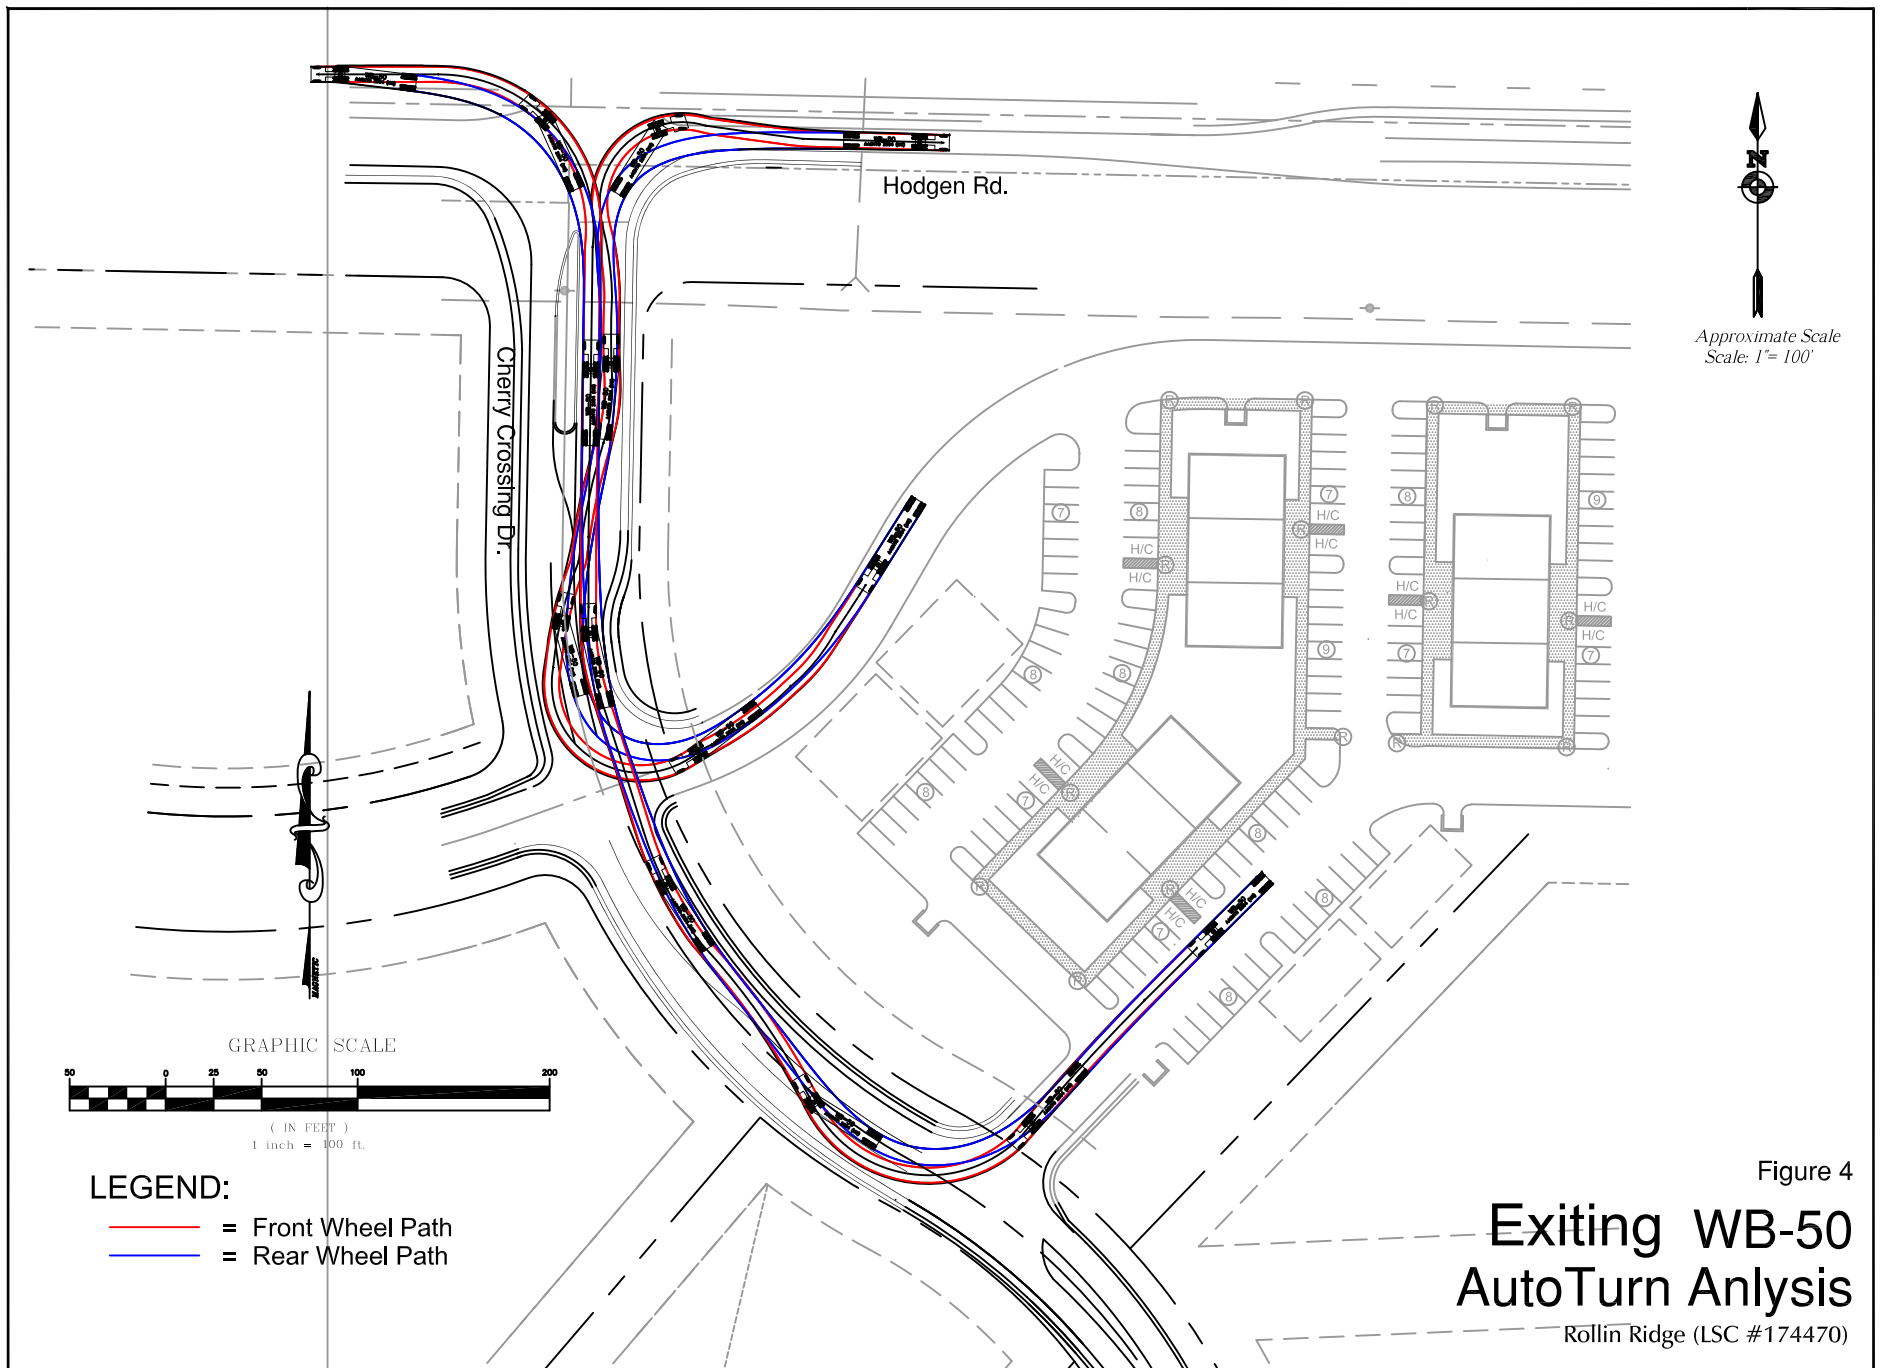 Hodgen Rd.
Cherry Crossing Dr.
N
Approximate Scale
Scale: 1"= 100'
R
R
R
R
7
8
7
8
9
H/C
H/C
R
H/C
R
H/C
H/C
R
H/C
H/C
R
H/C
8
8
9
7
7
R
R
R
H/C
H/C
R
8
7
8
R
R
H/C
H/C
7
8
R
8
MAGNETIC
GRAPHIC SCALE
50 0 25 50 100 200
( IN FEET )
1 inch = 100 ft.
LEGEND:
= Front Wheel Path
= Rear Wheel Path
Figure 4
Exiting WB-50
AutoTurn Anlysis
Rollin Ridge (LSC #174470)